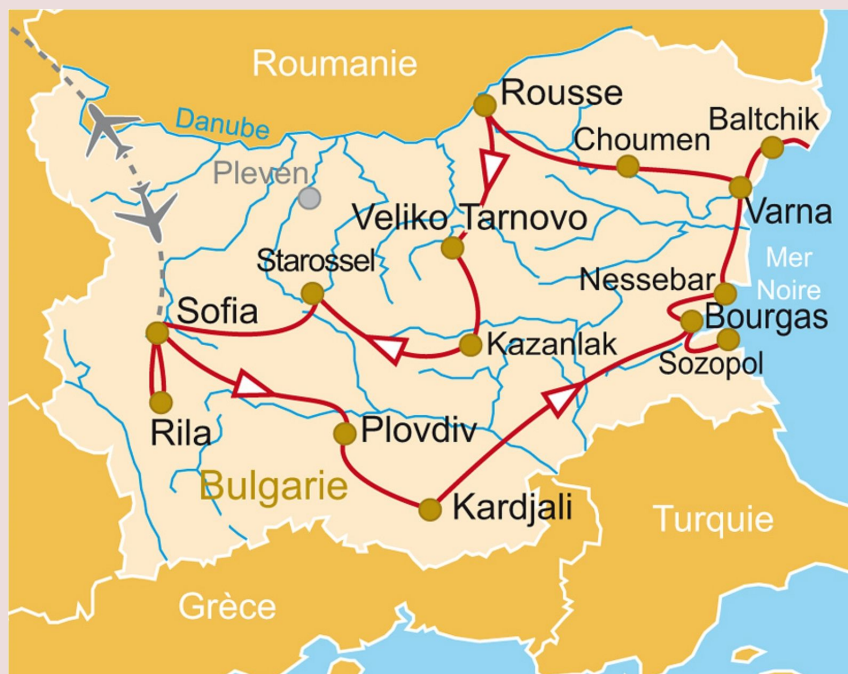 Roumanie
Rousse
Danube
Baltchik
Choumen
Pleven
Varna
Veliko Tarnovo
Starossel
Mer
Noire
Nessebar
Sofia
Bourgas
Kazanlak
Sozopol
Rila
Plovdiv
Bulgarie
Kardjali
Turquie
Grèce